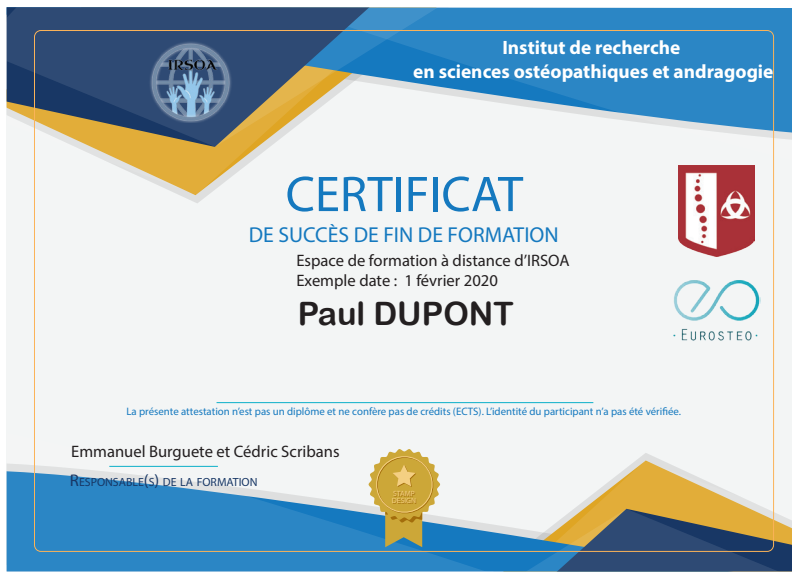 IRSOA
Institut de recherche
en sciences ostéopathiques et andragogie
CERTIFICAT
DE SUCCÈS DE FIN DE FORMATION
Espace de formation à distance d'IRSOA
Exemple date : 1 février 2020
Paul DUPONT
· EUROSTEO ·
La présente attestation n'est pas un diplôme et ne confère pas de crédits (ECTS). L'identité du participant n'a pas été vérifiée.
Emmanuel Burguete et Cédric Scribans
RESPONSABLE(S) DE LA FORMATION
STAMP
DESIGN